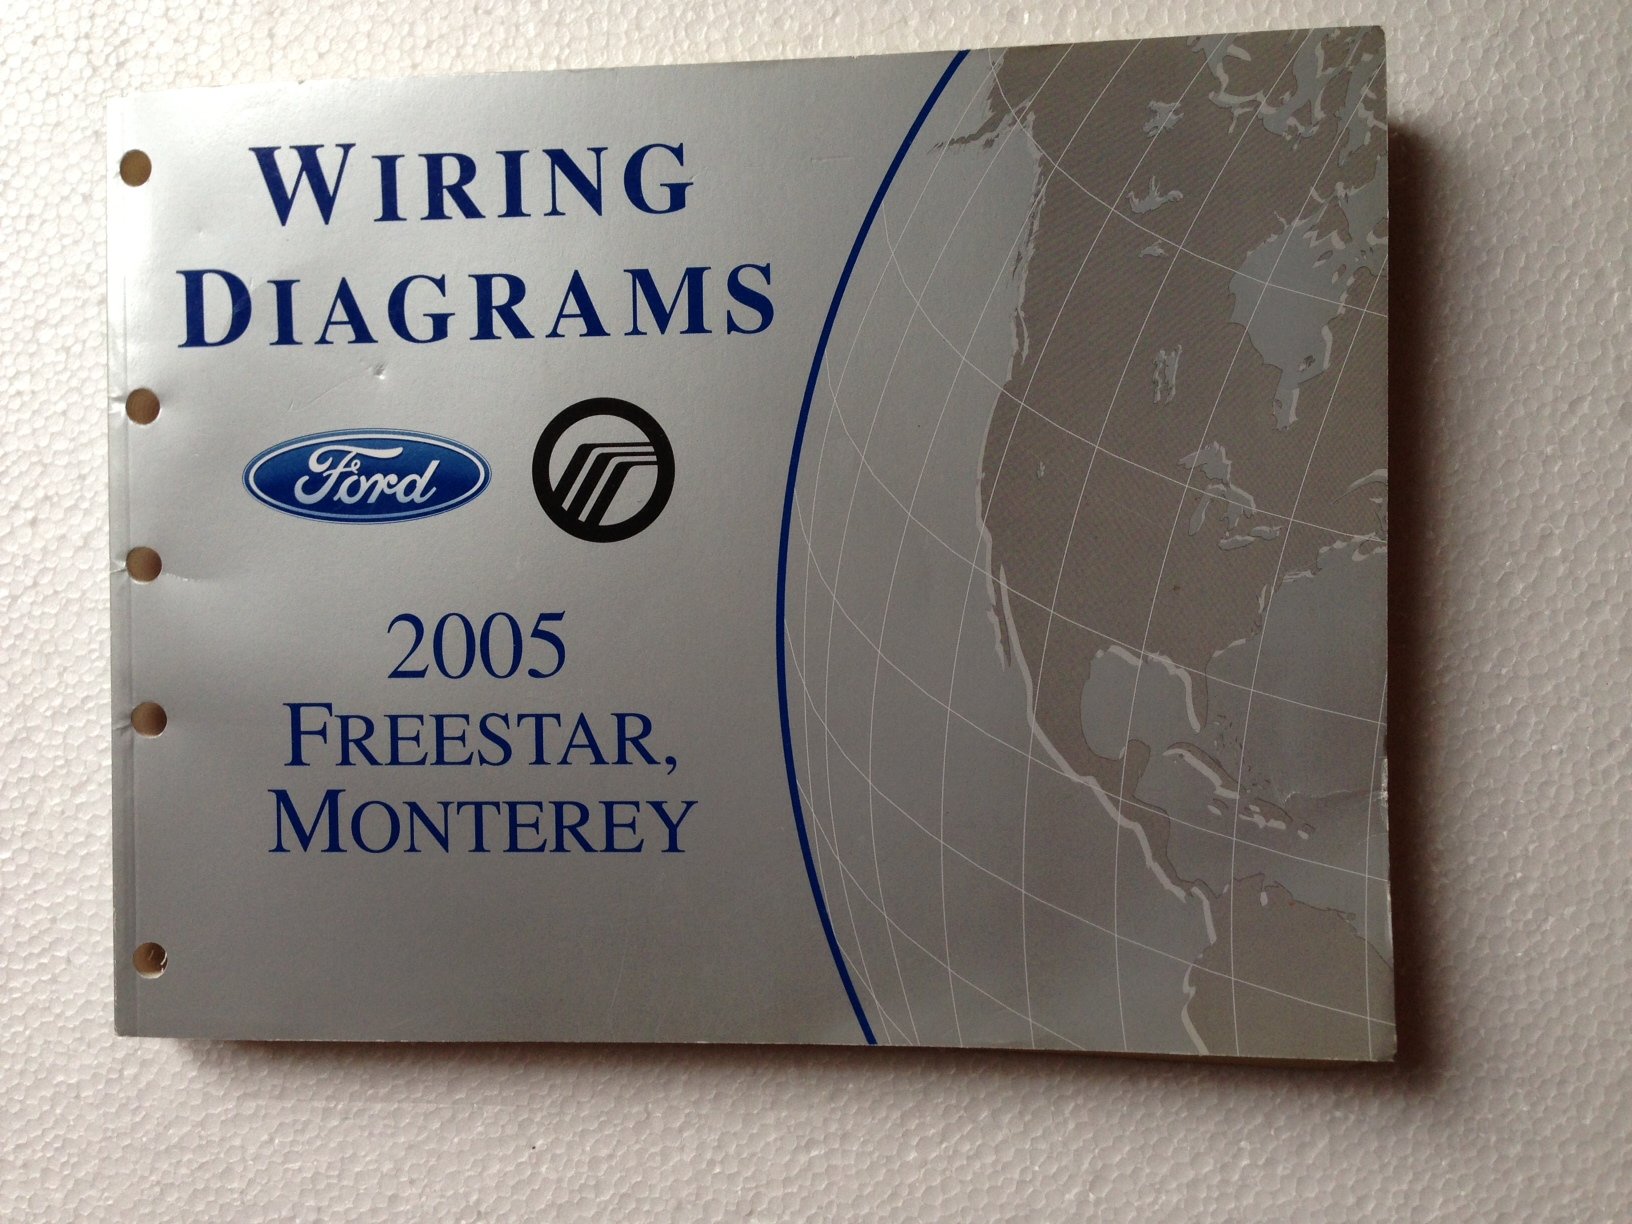 WIRING
DIAGRAMS
Ford
2005
FREESTAR,
MONTEREY